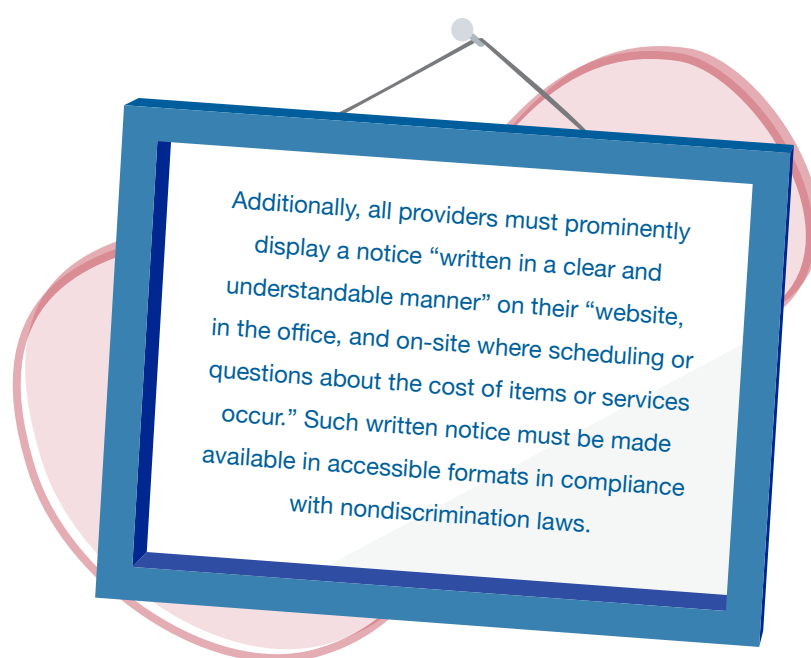 Additionally, all providers must prominently
display a notice “written in a clear and
understandable manner” on their “website,
in the office, and on-site where scheduling or
questions about the cost of items or services
occur.” Such written notice must be made
available in accessible formats in compliance
with nondiscrimination laws.